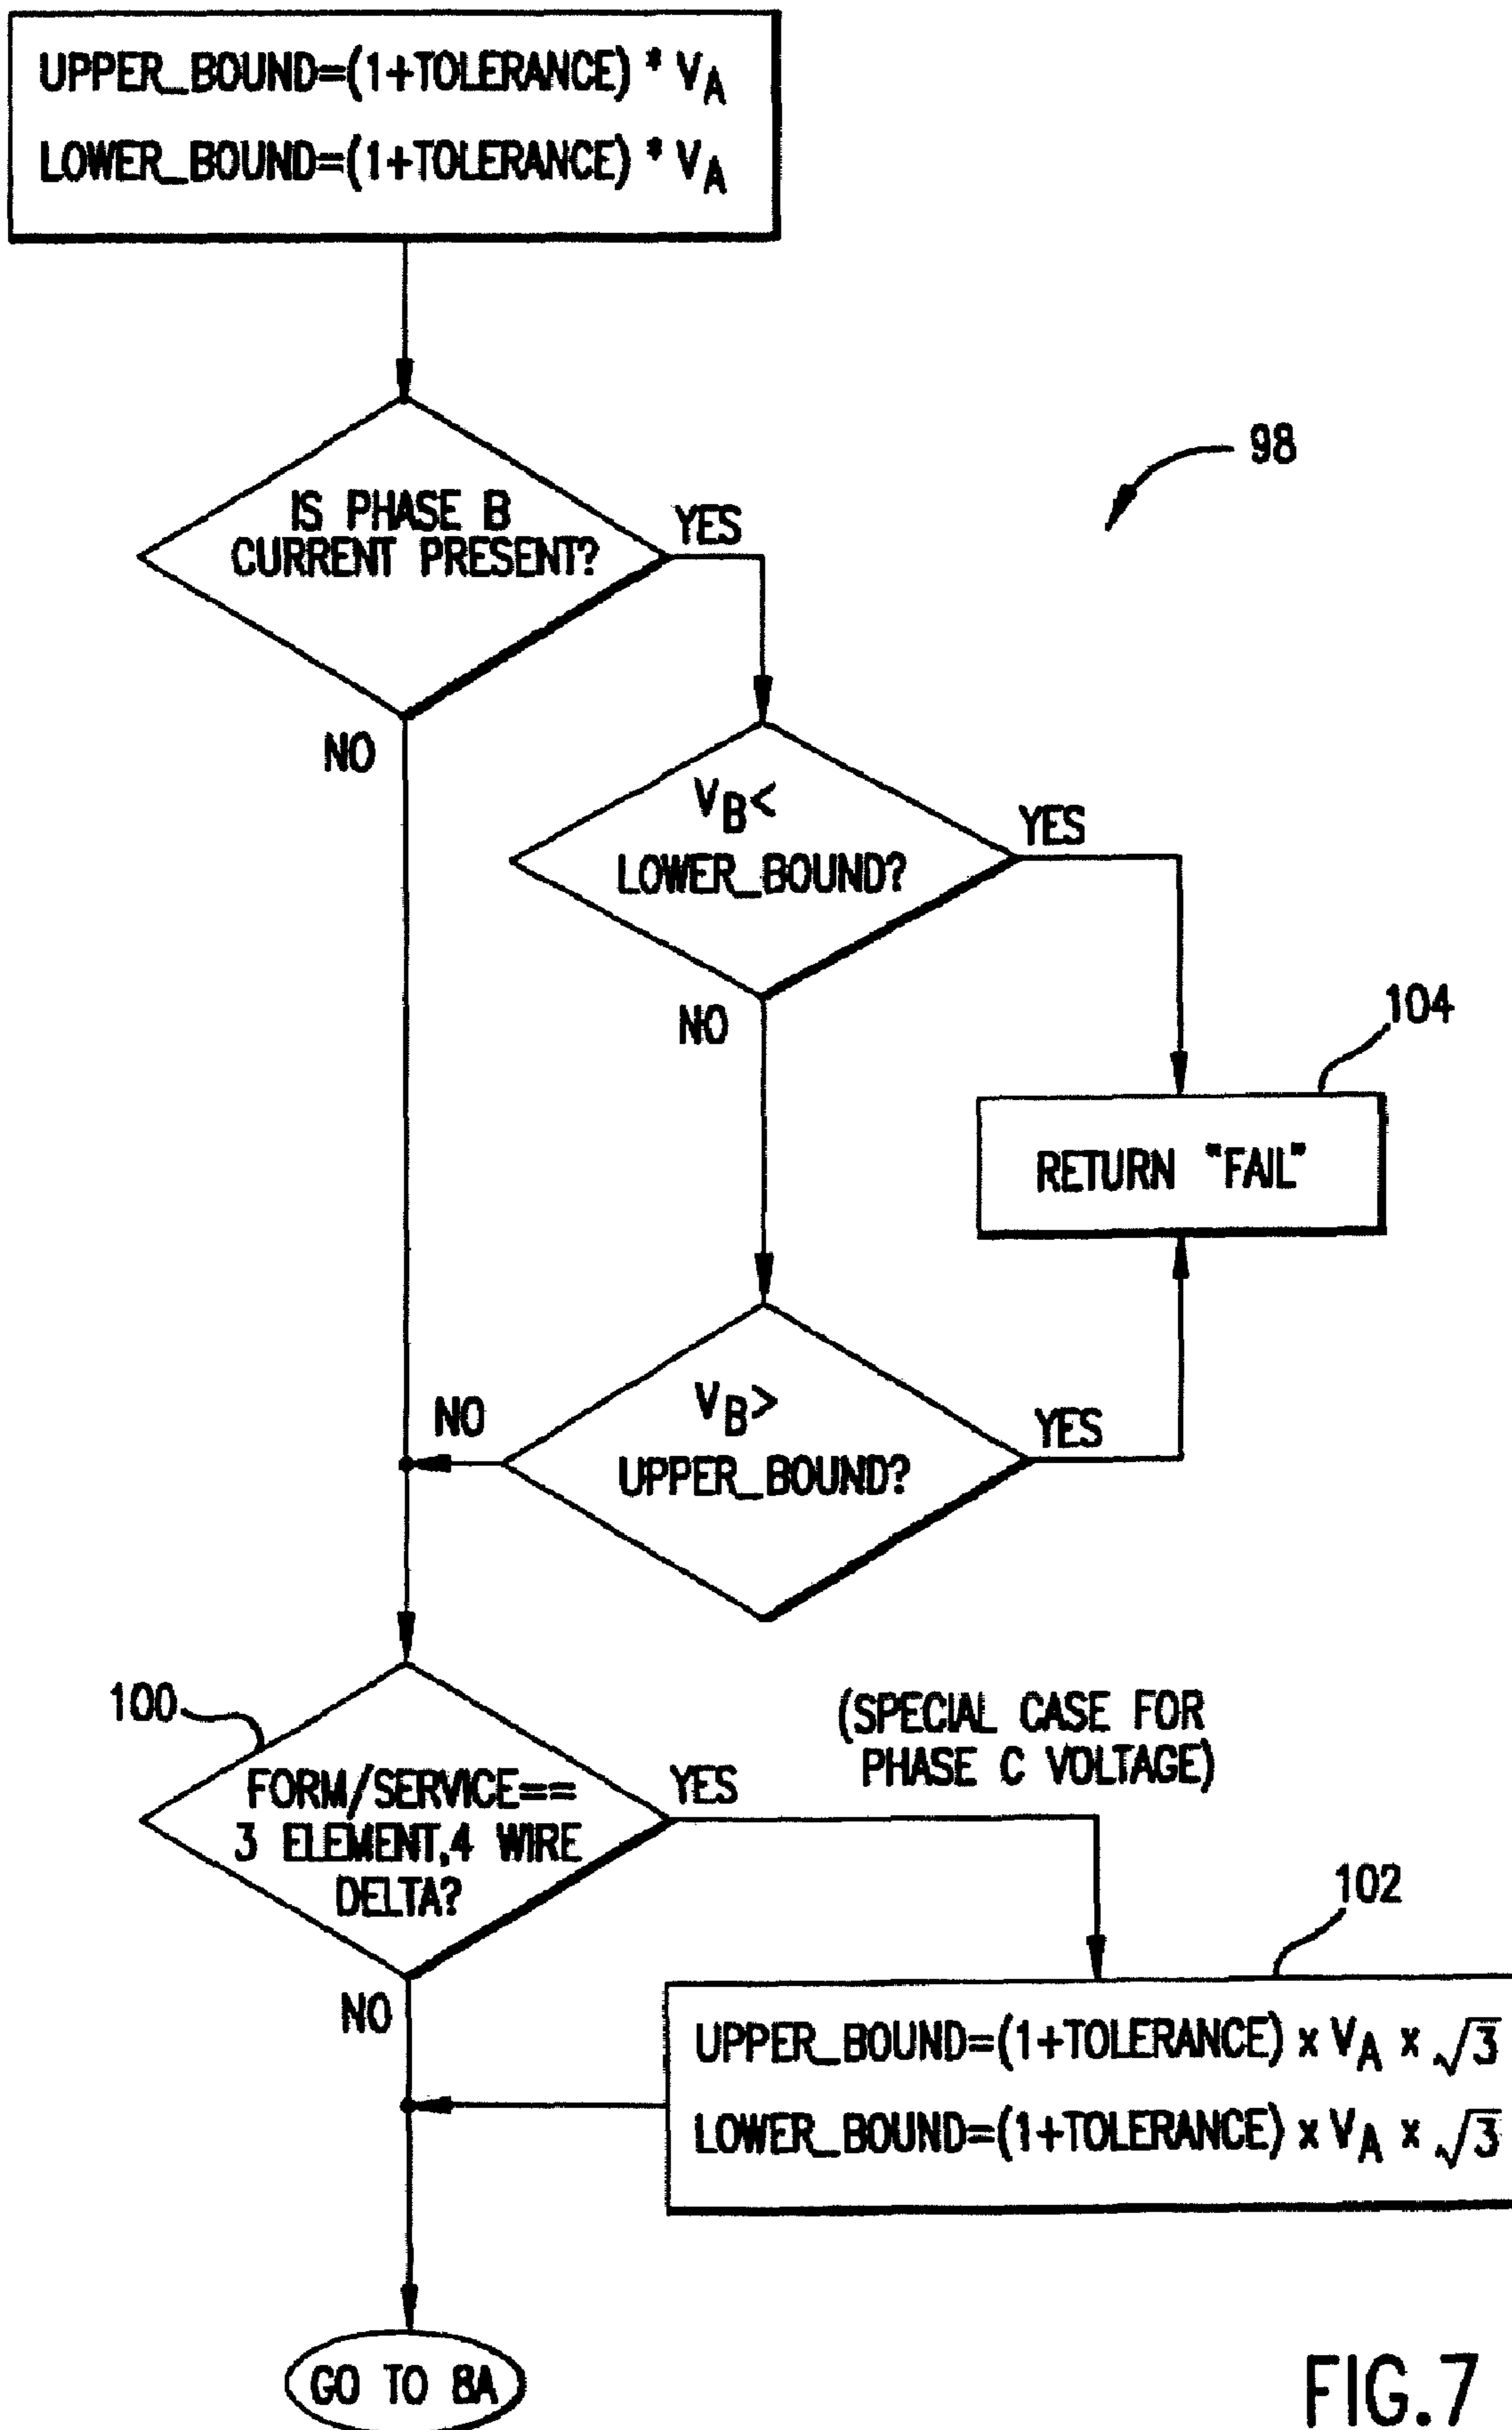 UPPER_BOUND=(1+TOLERANCE) * VA
LOWER_BOUND=(1+TOLERANCE) * VA
98
IS PHASE B
CURRENT PRESENT?
YES
NO
VB<
LOWER_BOUND?
YES
NO
104
RETURN "FAIL"
VB>
UPPER_BOUND?
NO
YES
100
FORM/SERVICE==
3 ELEMENT,4 WIRE
DELTA?
YES
(SPECIAL CASE FOR
PHASE C VOLTAGE)
NO
102
UPPER_BOUND=(1+TOLERANCE) x VA x √3
LOWER_BOUND=(1+TOLERANCE) x VA x √3
GO TO 8A
FIG.7